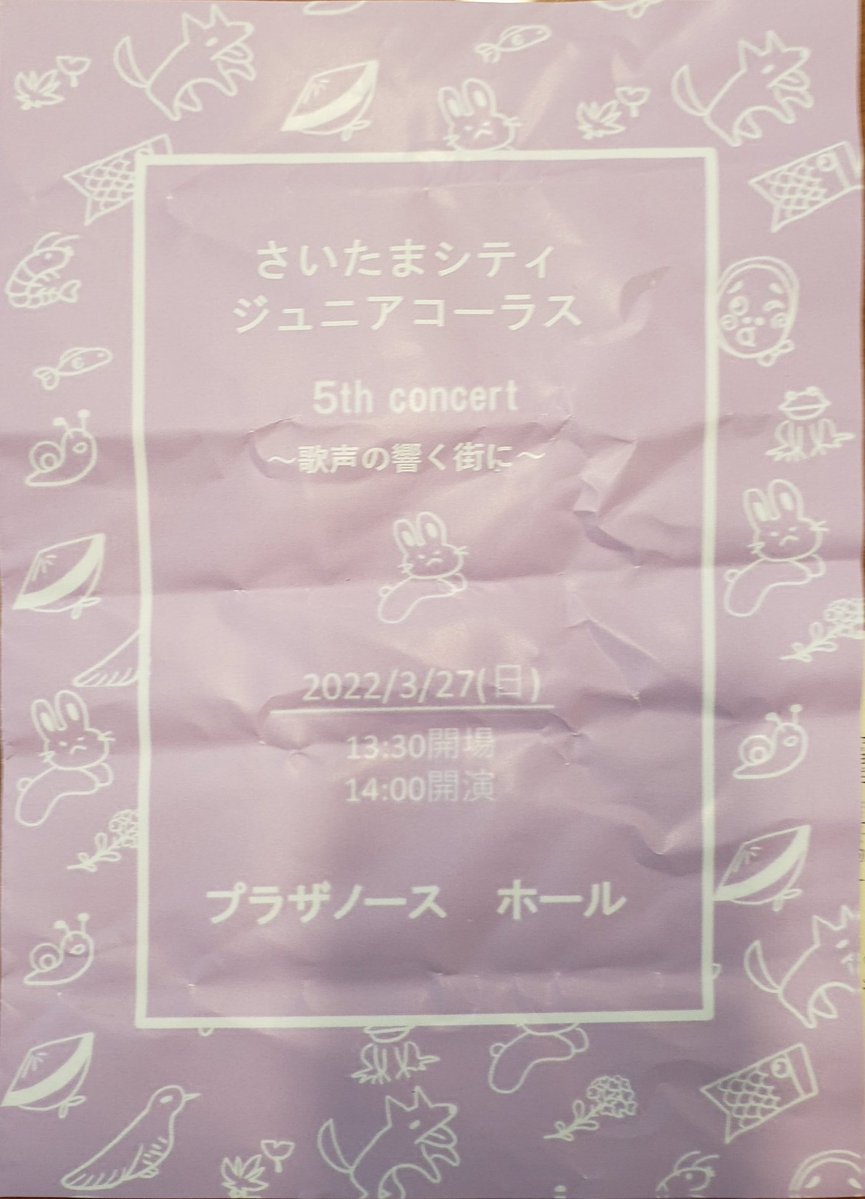 さいたまシティ
ジュニアコーラス
5th concert
～歌声の響く街に～
2022/3/27(日)
13:30開場
14:00開演
プラザノース　ホール